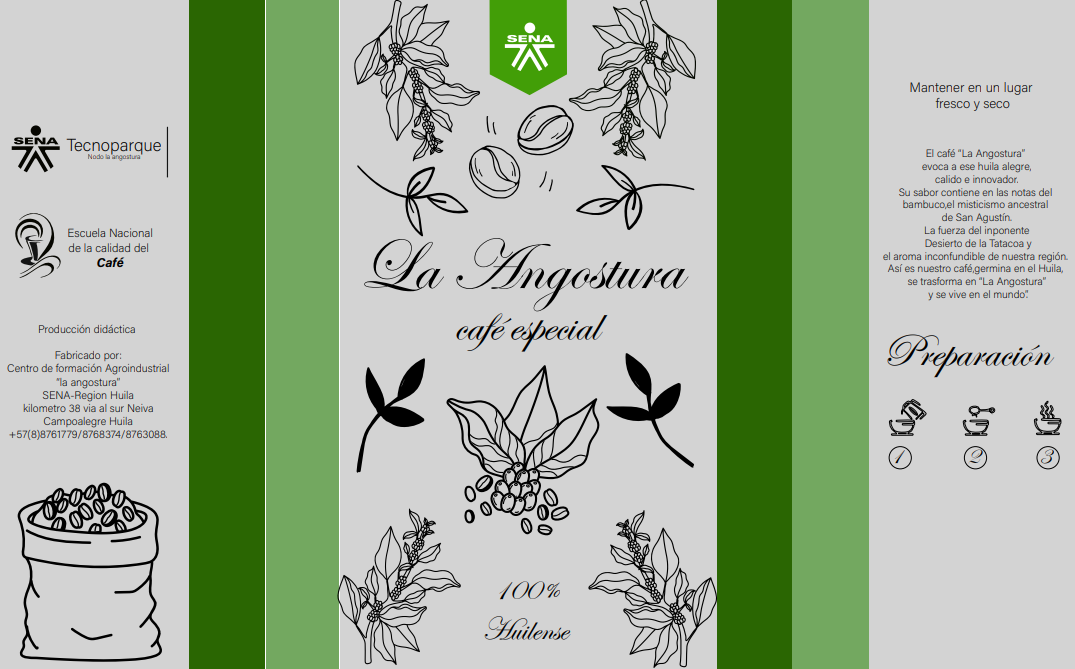 SENA
Tecnoparque
Nodo la angostura
Escuela Nacional
de la calidad del
Café
Producción didáctica
Fabricado por:
Centro de formación Agroindustrial
"la angostura"
SENA-Region Huila
kilometro 38 via al sur Neiva
Campoalegre Huila
+57(8)8761779/8768374/8763088.
SENA
La Angostura
café especial
100%
Huilense
Mantener en un lugar
fresco y seco
El café "La Angostura"
evoca a ese huila alegre,
calido e innovador.
Su sabor contiene en las notas del
bambuco,el misticismo ancestral
de San Agustín.
La fuerza del inponente
Desierto de la Tatacoa y
el aroma inconfundible de nuestra región.
Así es nuestro café,germina en el Huila,
se trasforma en "La Angostura"
y se vive en el mundo".
Preparación
1 2 3